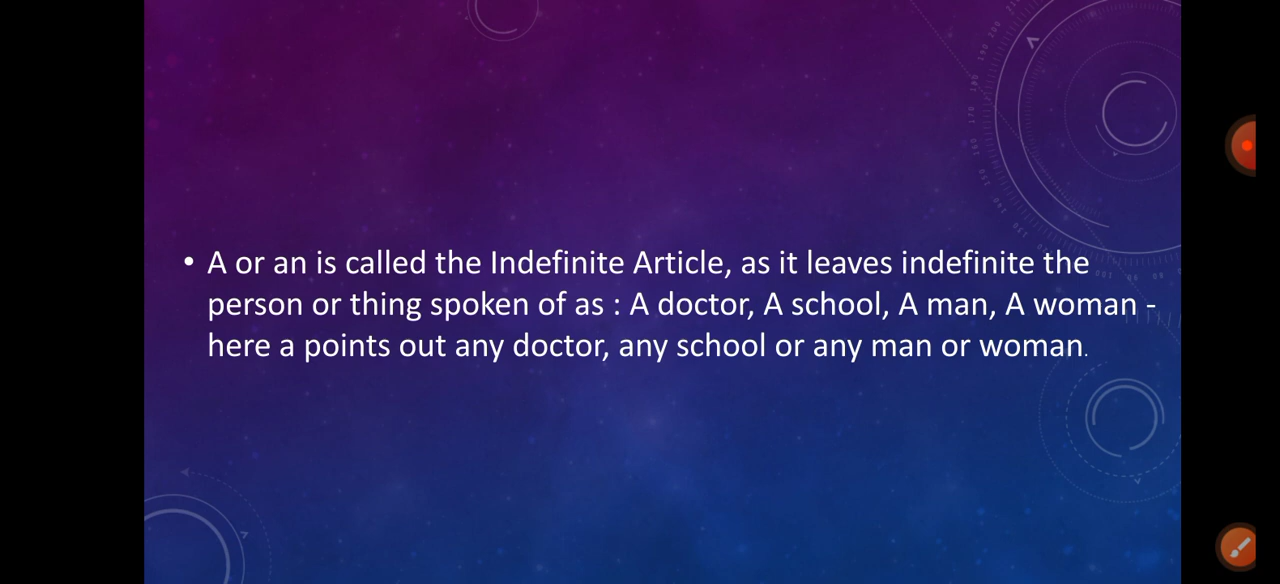 • A or an is called the Indefinite Article, as it leaves indefinite the
person or thing spoken of as : A doctor, A school, A man, A woman -
here a points out any doctor, any school or any man or woman.